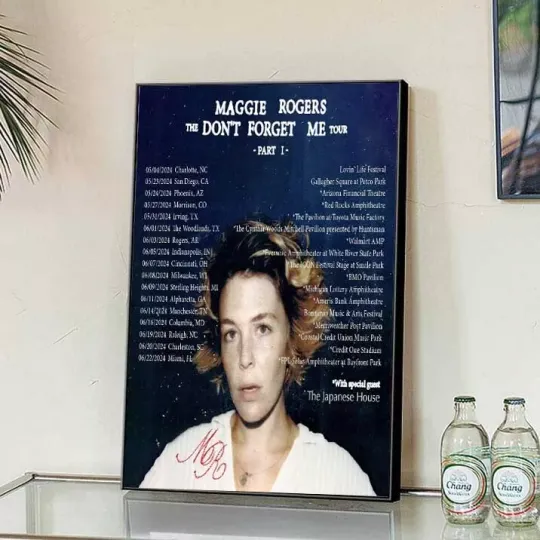 MAGGIE ROGERS
THE DON'T FORGET ME TOUR
- PART I -
05/04/2024 Charlotte, NC Lovin' Life Festival
05/23/2024 San Diego, CA Gallagher Square at Petco Park
05/24/2024 Phoenix, AZ *Arizona Financial Theatre
05/27/2024 Morrison, CO *Red Rocks Amphitheatre
05/30/2024 Irving, TX *The Pavilion at Toyota Music Factory
06/01/2024 The Woodlands, TX *The Cynthia Woods Mitchell Pavilion presented by Huntsman
06/03/2024 Rogers, AR *Walmart AMP
06/05/2024 Indianapolis, IN Amphitheater at White River State Park
06/07/2024 Cincinnati, OH *The ICON Festival Stage at Smale Park
06/08/2024 Milwaukee, WI *BMO Pavilion
06/09/2024 Sterling Heights, MI *Michigan Lottery Amphitheatre
06/11/2024 Alpharetta, GA *Ameris Bank Amphitheatre
06/14/2024 Manchester, TN Bonnaroo Music & Arts Festival
06/16/2024 Columbia, MD *Merriweather Post Pavilion
06/19/2024 Raleigh, NC *Coastal Credit Union Music Park
06/20/2024 Charleston, SC *Credit One Stadium
06/22/2024 Miami, FL *FPL Solar Amphitheater at Bayfront Park
*With special guest
The Japanese House
MR
Chang
Chang